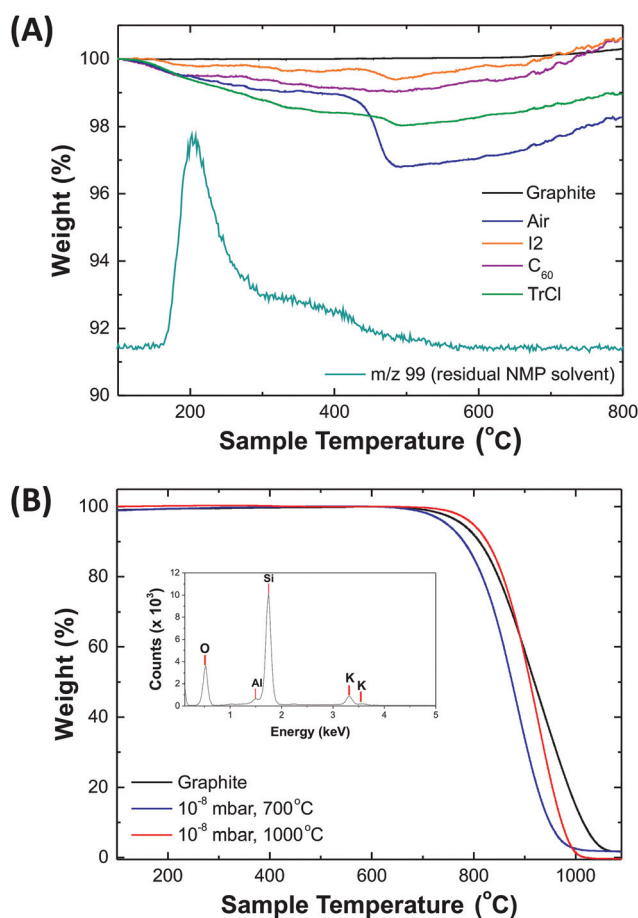 (A)
100
98
96
93
91
90
Weight (%)
Graphite
Air
I2
C60
TrCl
m/z 99 (residual NMP solvent)
200
400
600
800
Sample Temperature (°C)
(B)
100
80
60
40
20
0
Weight (%)
12
10
8
6
4
2
0
Counts (x 10³)
O
Al
Si
K
K
1
2
3
4
5
Energy (keV)
Graphite
10⁻⁸ mbar, 700°C
10⁻⁸ mbar, 1000°C
200
400
600
800
1000
Sample Temperature (°C)